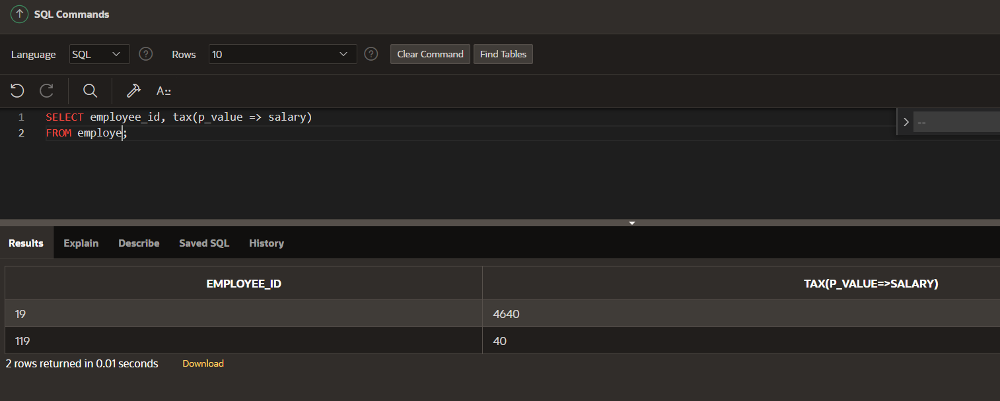 SQL Commands
Language SQL Rows 10 Clear Command Find Tables
A::
1 SELECT employee_id, tax(p_value => salary)
2 FROM employe;
--
Results Explain Describe Saved SQL History
EMPLOYEE_ID TAX(P_VALUE=>SALARY)
19 4640
119 40
2 rows returned in 0.01 seconds Download